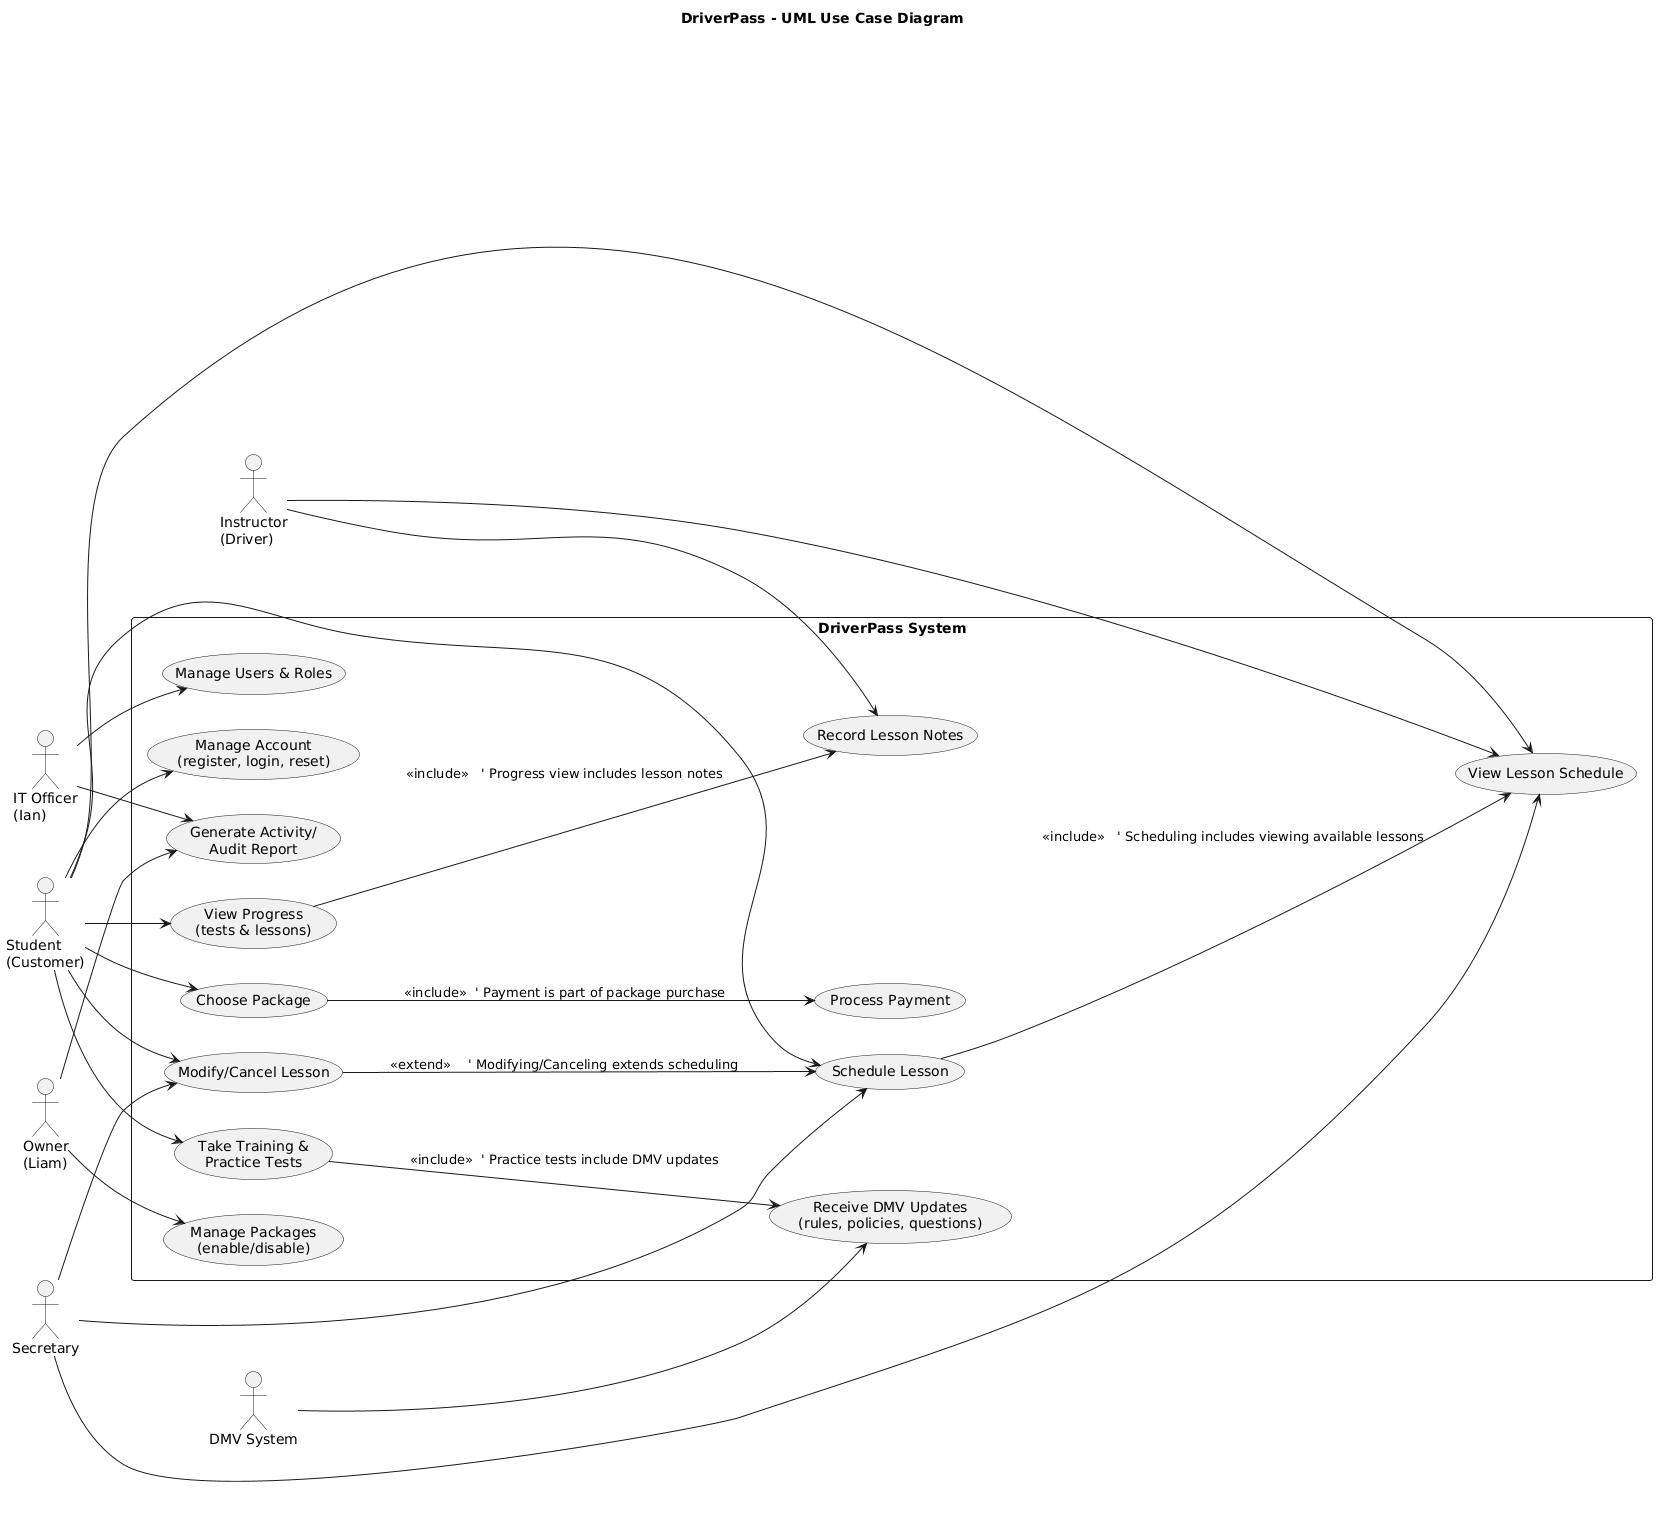 DriverPass - UML Use Case Diagram
Instructor
(Driver)
DriverPass System
Manage Users & Roles
Record Lesson Notes
Manage Account
(register, login, reset)
«include»   ' Progress view includes lesson notes
View Lesson Schedule
IT Officer
(Ian)
Generate Activity/
Audit Report
«include»   ' Scheduling includes viewing available lessons
View Progress
(tests & lessons)
Student
(Customer)
Choose Package
«include»  ' Payment is part of package purchase
Process Payment
Modify/Cancel Lesson
«extend»    ' Modifying/Canceling extends scheduling
Schedule Lesson
Owner
(Liam)
Take Training &
Practice Tests
«include»  ' Practice tests include DMV updates
Receive DMV Updates
(rules, policies, questions)
Manage Packages
(enable/disable)
Secretary
DMV System